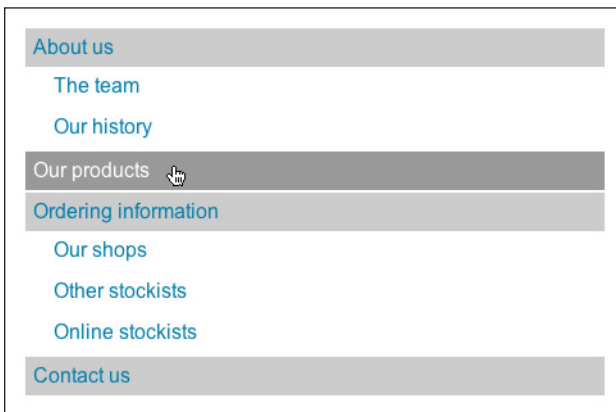 About us
The team
Our history
Our products
Ordering information
Our shops
Other stockists
Online stockists
Contact us